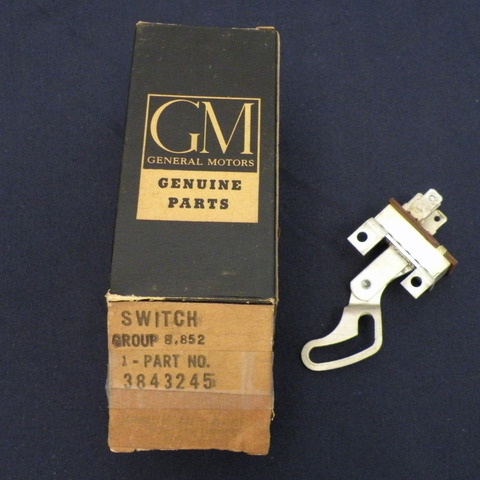 GM
GENERAL MOTORS
GENUINE
PARTS
SWITCH
GROUP 8,852
1 - PART NO.
3843245